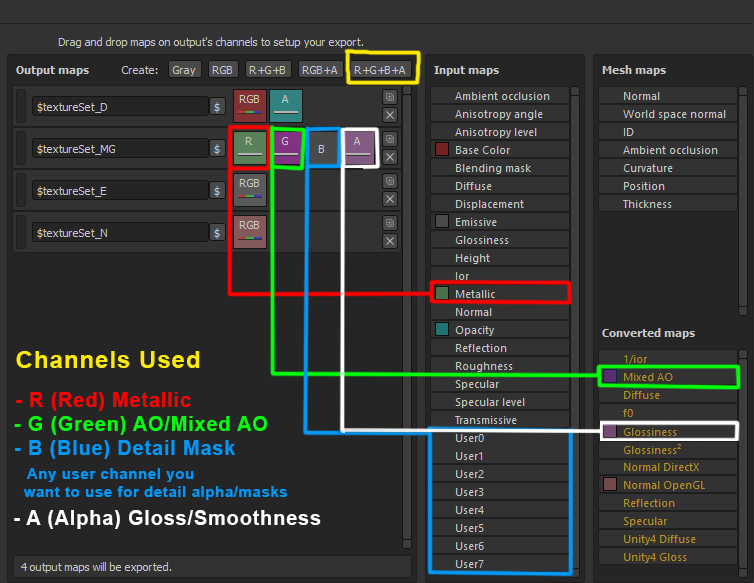 Drag and drop maps on output's channels to setup your export.
Output maps
Create:
Gray
RGB
R+G+B
RGB+A
R+G+B+A
$textureSet_D
$
RGB
A
$textureSet_MG
$
R
G
B
A
$textureSet_E
$
RGB
$textureSet_N
$
RGB
Channels Used
- R (Red) Metallic
- G (Green) AO/Mixed AO
- B (Blue) Detail Mask
Any user channel you
want to use for detail alpha/masks
- A (Alpha) Gloss/Smoothness
4 output maps will be exported.
Input maps
Ambient occlusion
Anisotropy angle
Anisotropy level
Base Color
Blending mask
Diffuse
Displacement
Emissive
Glossiness
Height
Ior
Metallic
Normal
Opacity
Reflection
Roughness
Specular
Specular level
Transmissive
User0
User1
User2
User3
User4
User5
User6
User7
Mesh maps
Normal
World space normal
ID
Ambient occlusion
Curvature
Position
Thickness
Converted maps
1/ior
Mixed AO
Diffuse
f0
Glossiness
Glossiness²
Normal DirectX
Normal OpenGL
Reflection
Specular
Unity4 Diffuse
Unity4 Gloss